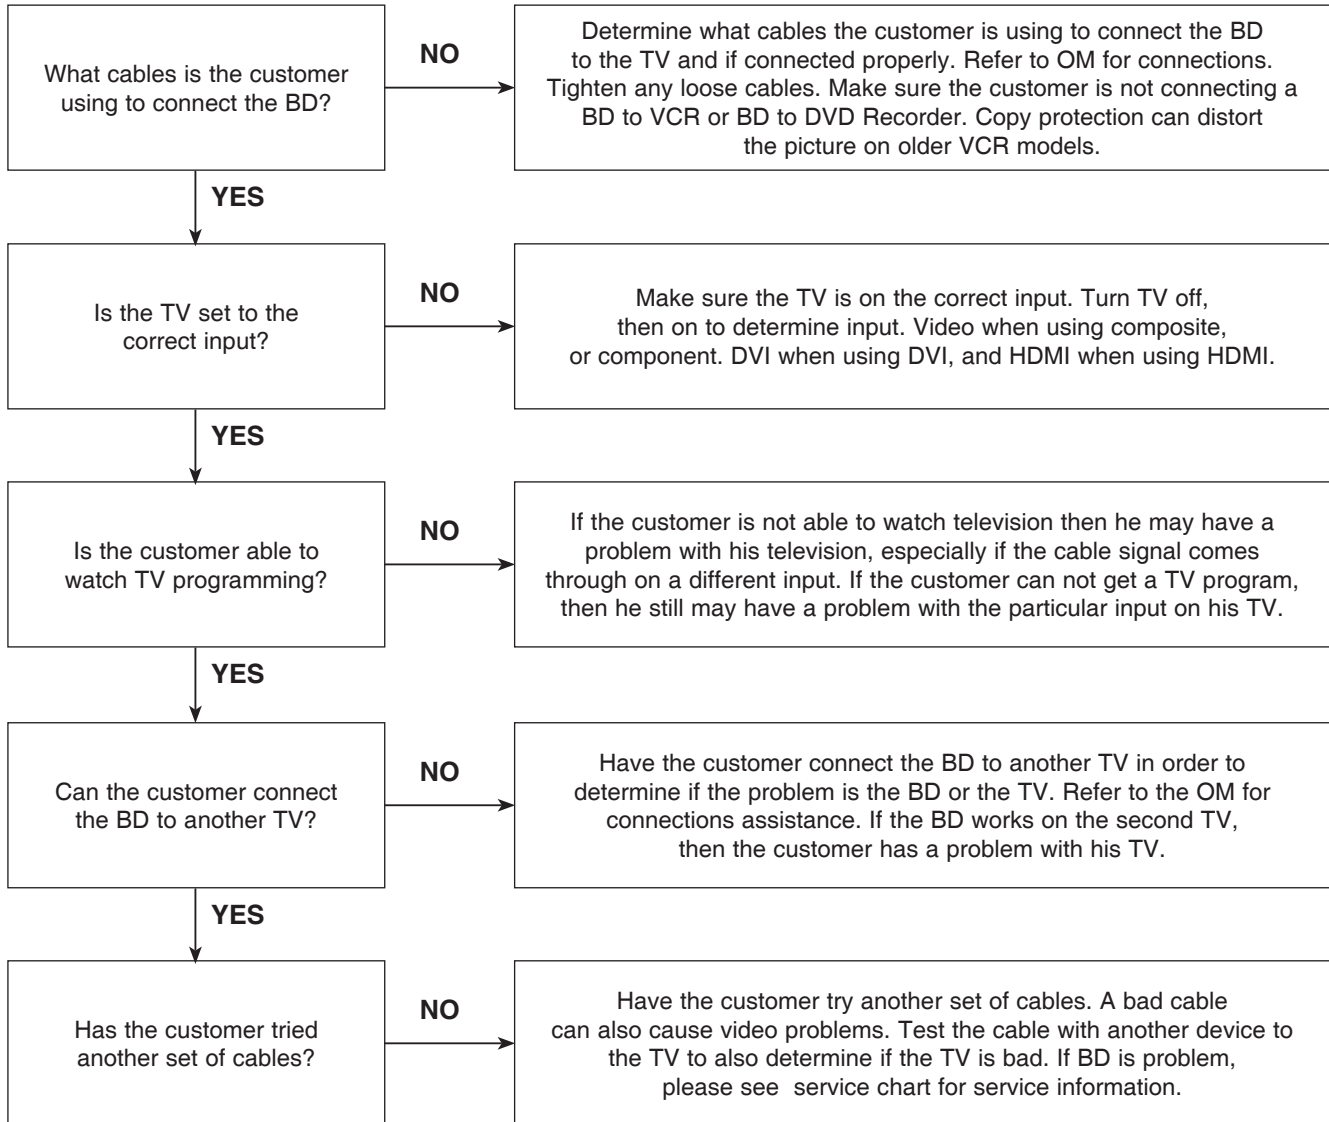 What cables is the customer
using to connect the BD?
NO
Determine what cables the customer is using to connect the BD
to the TV and if connected properly. Refer to OM for connections.
Tighten any loose cables. Make sure the customer is not connecting a
BD to VCR or BD to DVD Recorder. Copy protection can distort
the picture on older VCR models.
YES
Is the TV set to the
correct input?
NO
Make sure the TV is on the correct input. Turn TV off,
then on to determine input. Video when using composite,
or component. DVI when using DVI, and HDMI when using HDMI.
YES
Is the customer able to
watch TV programming?
NO
If the customer is not able to watch television then he may have a
problem with his television, especially if the cable signal comes
through on a different input. If the customer can not get a TV program,
then he still may have a problem with the particular input on his TV.
YES
Can the customer connect
the BD to another TV?
NO
Have the customer connect the BD to another TV in order to
determine if the problem is the BD or the TV. Refer to the OM for
connections assistance. If the BD works on the second TV,
then the customer has a problem with his TV.
YES
Has the customer tried
another set of cables?
NO
Have the customer try another set of cables. A bad cable
can also cause video problems. Test the cable with another device to
the TV to also determine if the TV is bad. If BD is problem,
please see service chart for service information.